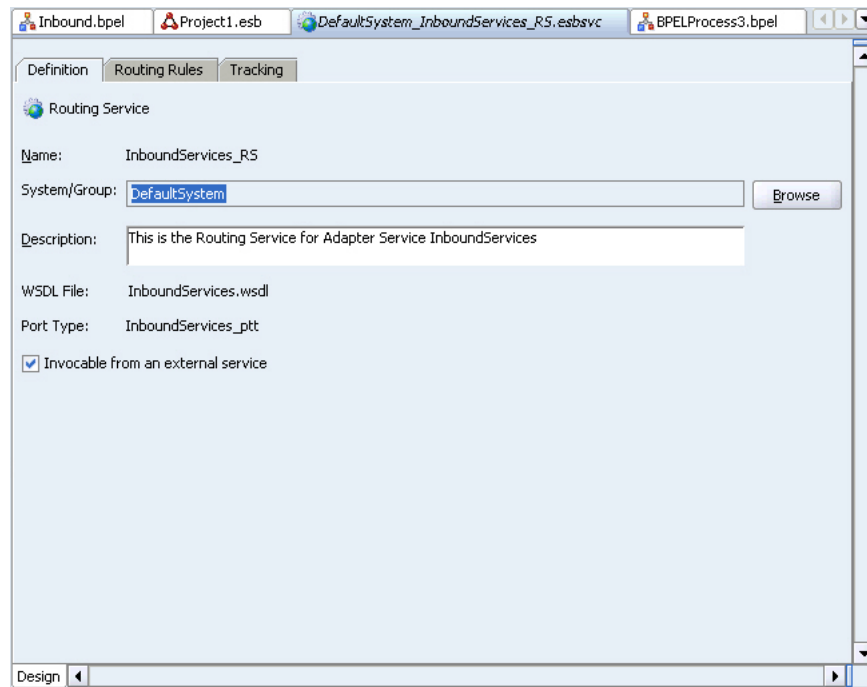 Inbound.bpel Project1.esb DefaultSystem_InboundServices_RS.esbsvc BPELProcess3.bpel
Definition Routing Rules Tracking
Routing Service
Name: InboundServices_RS
System/Group: DefaultSystem Browse
Description: This is the Routing Service for Adapter Service InboundServices
WSDL File: InboundServices.wsdl
Port Type: InboundServices_ptt
Invocable from an external service
Design